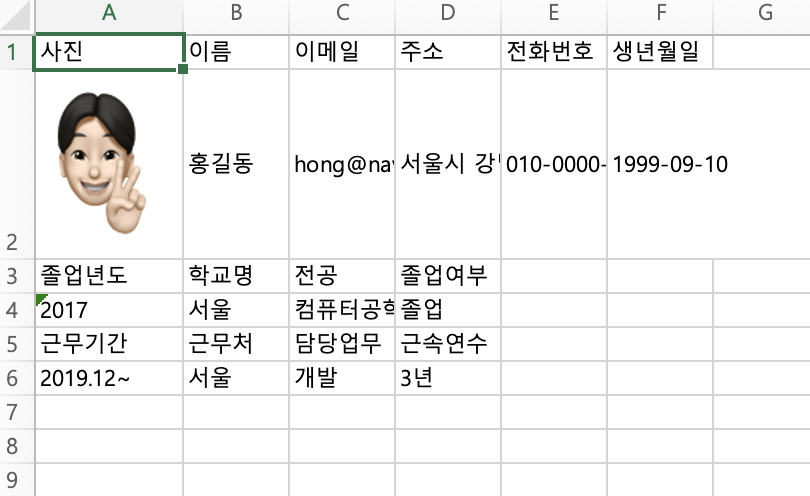 A B C D E F G
1 사진 이름 이메일 주소 전화번호 생년월일
2 홍길동 hong@nav 서울시 강 010-0000- 1999-09-10
3 졸업년도 학교명 전공 졸업여부
4 2017 서울 컴퓨터공학 졸업
5 근무기간 근무처 담당업무 근속연수
6 2019.12~ 서울 개발 3년
7
8
9